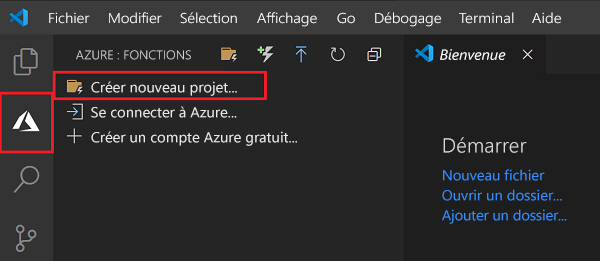 Fichier Modifier Sélection Affichage Go Débogage Terminal Aide
AZURE : FONCTIONS
Bienvenue
Créer nouveau projet...
Se connecter à Azure...
Créer un compte Azure gratuit...
Démarrer
Nouveau fichier
Ouvrir un dossier...
Ajouter un dossier...